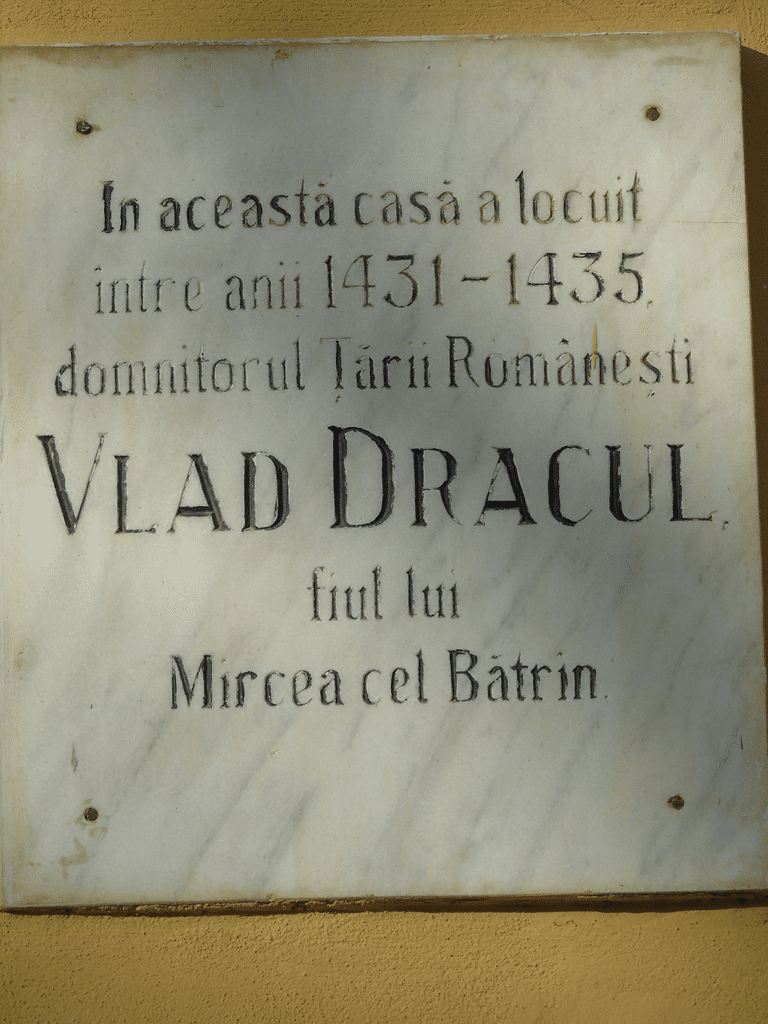 In această casă a locuit
între anii 1431-1435,
domnitorul Țării Românești
VLAD DRACUL,
fiul lui
Mircea cel Bătrîn.